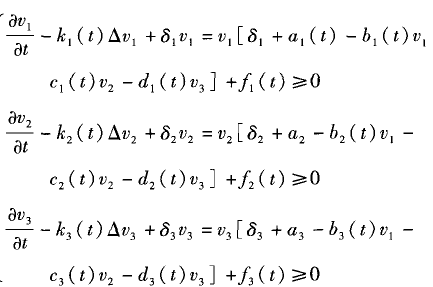 ∂v₁/∂t − k₁(t)Δv₁ + δ₁v₁ = v₁[δ₁ + a₁(t) − b₁(t)v₁
c₁(t)v₂ − d₁(t)v₃] + f₁(t) ⩾ 0
∂v₂/∂t − k₂(t)Δv₂ + δ₂v₂ = v₂[δ₂ + a₂ − b₂(t)v₁ −
c₂(t)v₂ − d₂(t)v₃] + f₂(t) ⩾ 0
∂v₃/∂t − k₃(t)Δv₃ + δ₃v₃ = v₃[δ₃ + a₃ − b₃(t)v₁ −
c₃(t)v₂ − d₃(t)v₃] + f₃(t) ⩾ 0